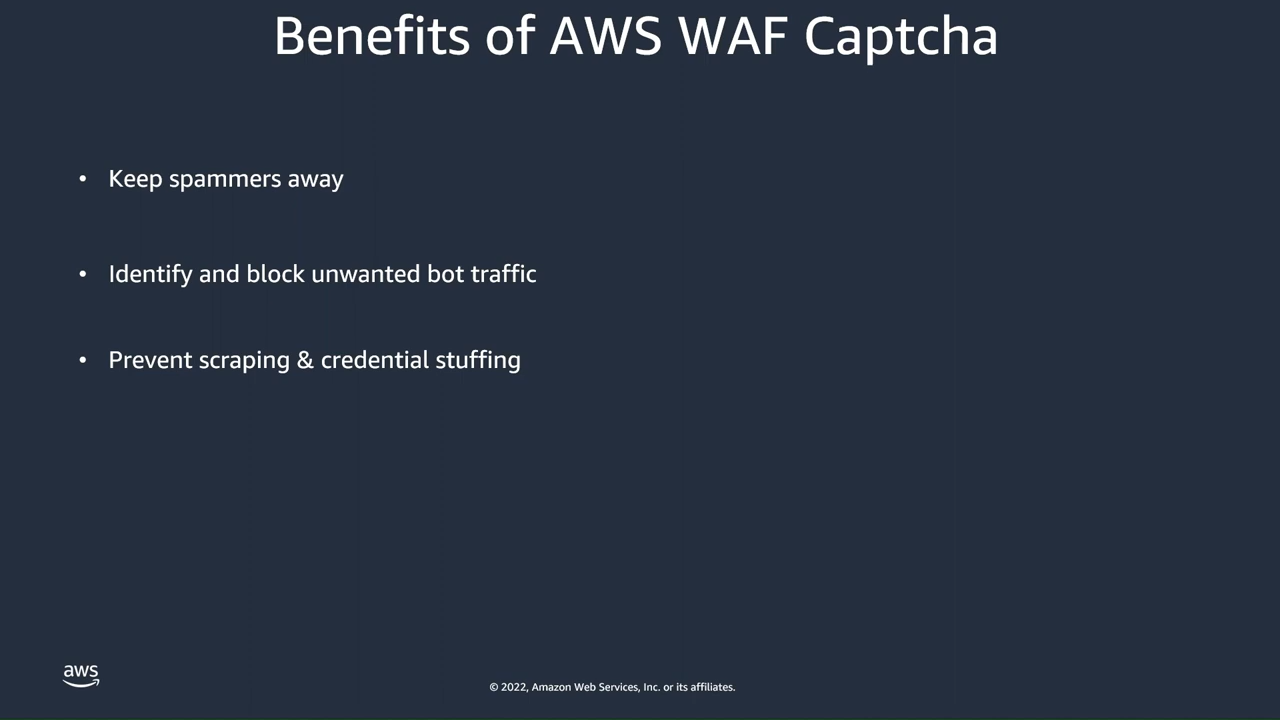 Benefits of AWS WAF Captcha
• Keep spammers away
• Identify and block unwanted bot traffic
• Prevent scraping & credential stuffing
aws
© 2022, Amazon Web Services, Inc. or its affiliates.